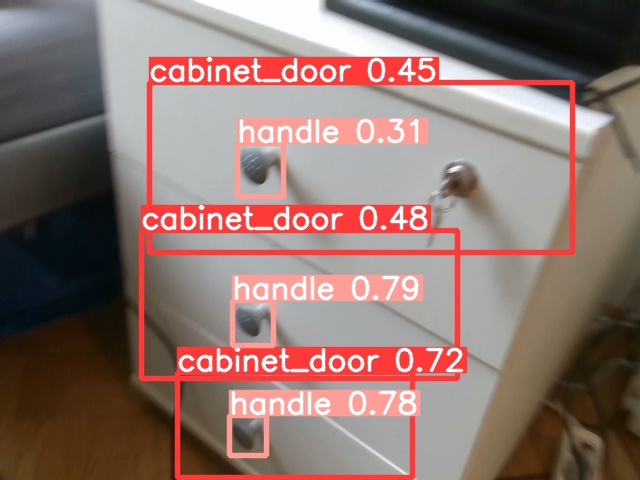 cabinet_door 0.45
handle 0.31
cabinet_door 0.48
handle 0.79
cabinet_door 0.72
handle 0.78